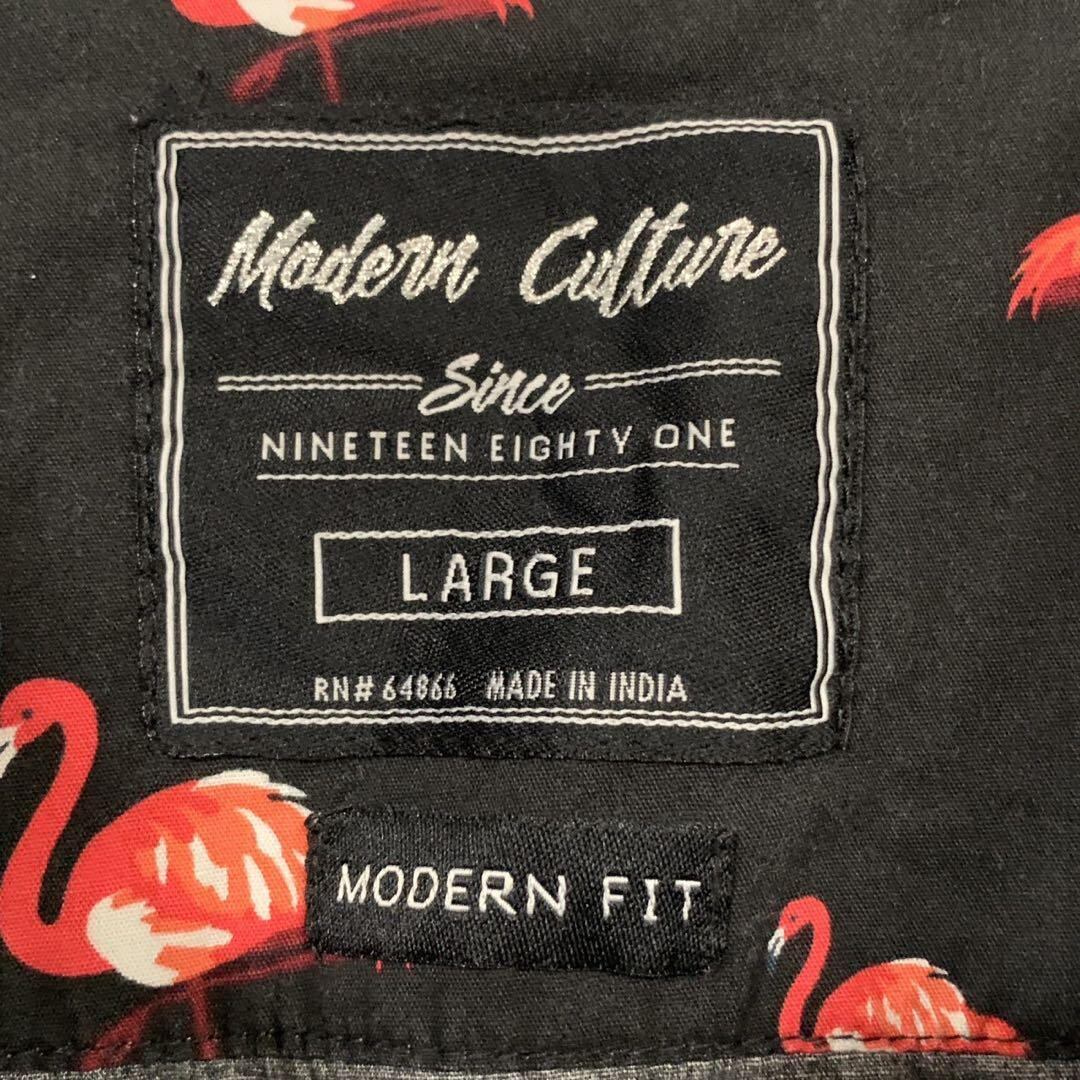 Modern Culture
Since
NINETEEN EIGHTY ONE
LARGE
RN# 64866 MADE IN INDIA
MODERN FIT